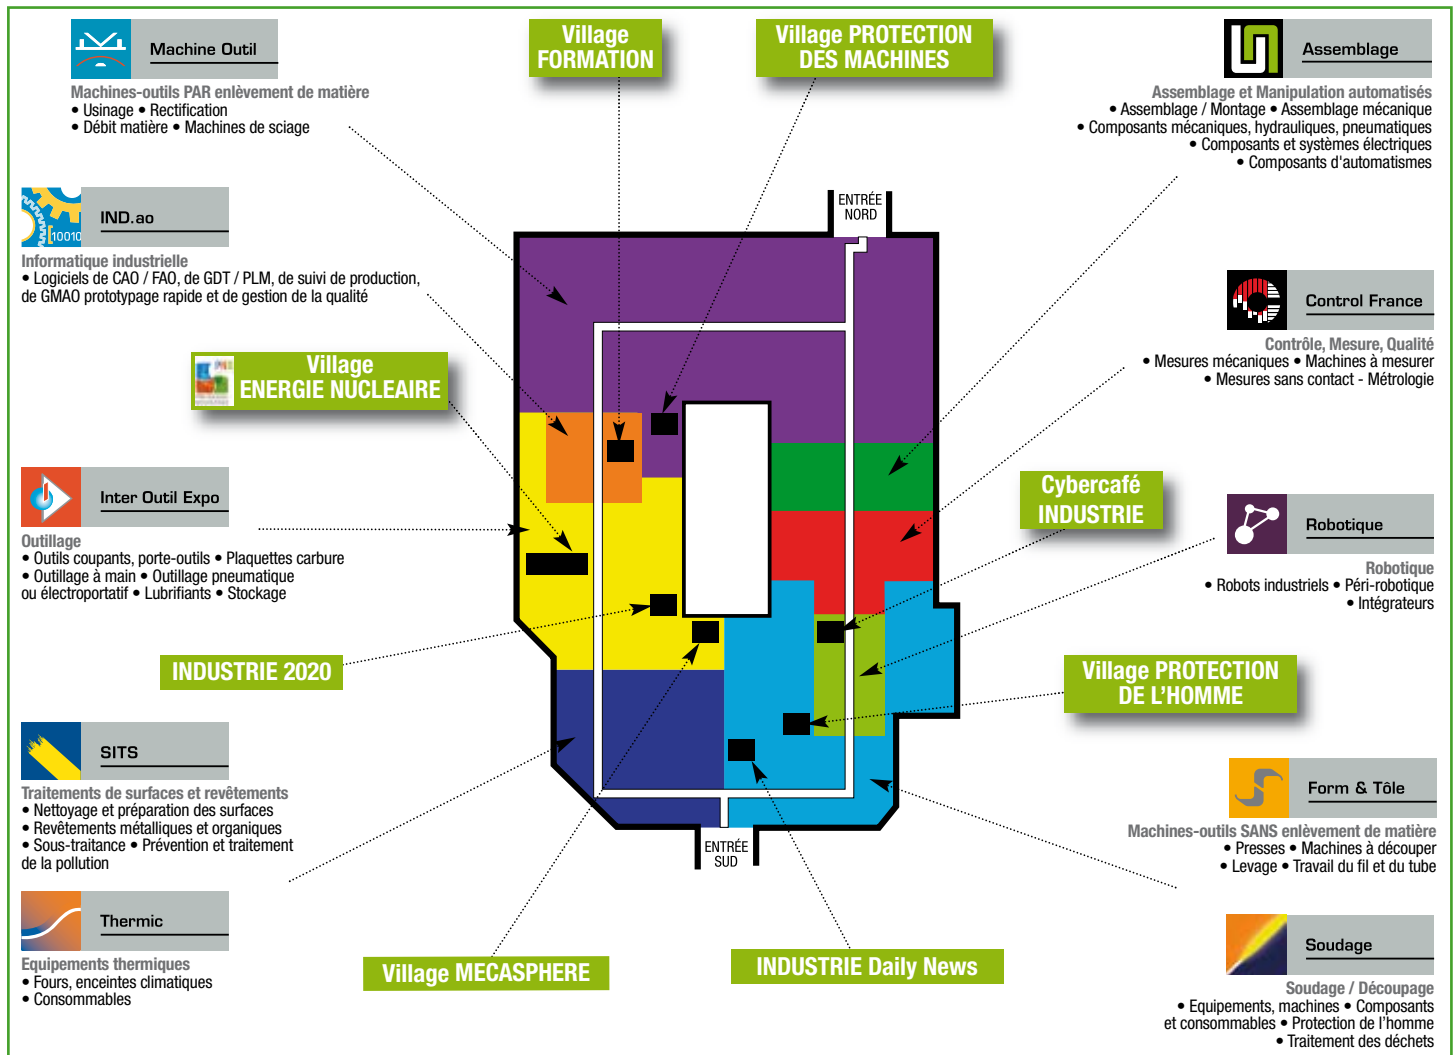 Machine Outil
Machines-outils PAR enlèvement de matière
• Usinage • Rectification
• Débit matière • Machines de sciage
Village
FORMATION
Village PROTECTION
DES MACHINES
Assemblage
Assemblage et Manipulation automatisés
• Assemblage / Montage • Assemblage mécanique
• Composants mécaniques, hydrauliques, pneumatiques
• Composants et systèmes électriques
• Composants d'automatismes
IND.ao
[10010
Informatique industrielle
• Logiciels de CAO / FAO, de GDT / PLM, de suivi de production,
de GMAO prototypage rapide et de gestion de la qualité
ENTRÉE
NORD
Control France
Contrôle, Mesure, Qualité
• Mesures mécaniques • Machines à mesurer
• Mesures sans contact - Métrologie
Village
ENERGIE NUCLEAIRE
Inter Outil Expo
Outillage
• Outils coupants, porte-outils • Plaquettes carbure
• Outillage à main • Outillage pneumatique
ou électroportatif • Lubrifiants • Stockage
Cybercafé
INDUSTRIE
Robotique
Robotique
• Robots industriels • Péri-robotique
• Intégrateurs
INDUSTRIE 2020
Village PROTECTION
DE L'HOMME
SITS
Traitements de surfaces et revêtements
• Nettoyage et préparation des surfaces
• Revêtements métalliques et organiques
• Sous-traitance • Prévention et traitement
de la pollution
Form & Tôle
Machines-outils SANS enlèvement de matière
• Presses • Machines à découper
• Levage • Travail du fil et du tube
ENTRÉE
SUD
Thermic
Equipements thermiques
• Fours, enceintes climatiques
• Consommables
Village MECASPHERE
INDUSTRIE Daily News
Soudage
Soudage / Découpage
• Equipements, machines • Composants
et consommables • Protection de l'homme
• Traitement des déchets